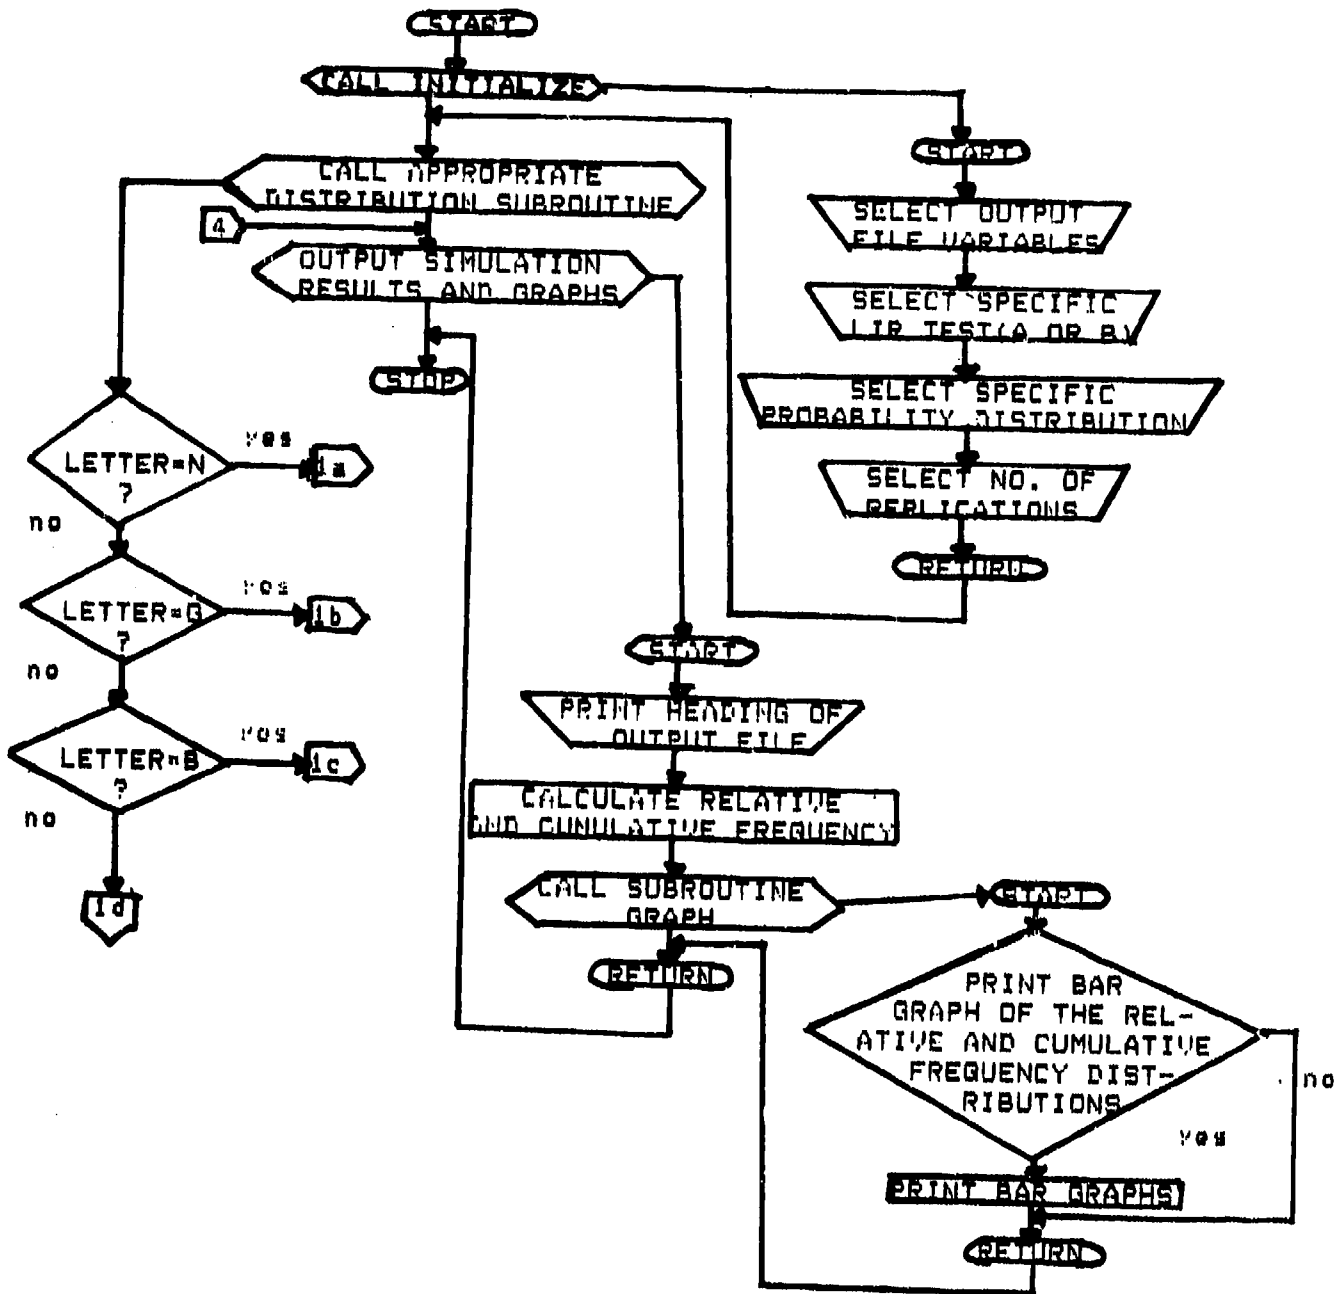 START
CALL INITIALIZE
CALL APPROPRIATE
DISTRIBUTION SUBROUTINE
4
OUTPUT SIMULATION
RESULTS AND GRAPHS
STOP
START
SELECT OUTPUT
FILE VARIABLES
SELECT SPECIFIC
LIR TEST(A OR B)
SELECT SPECIFIC
PROBABILITY DISTRIBUTION
SELECT NO. OF
REPLICATIONS
RETURN
LETTER=N
?
yes
1a
no
LETTER=G
?
yes
1b
no
LETTER=B
?
yes
1c
no
1d
START
PRINT HEADING OF
OUTPUT FILE
CALCULATE RELATIVE
AND CUMULATIVE FREQUENCY
CALL SUBROUTINE
GRAPH
RETURN
START
PRINT BAR
GRAPH OF THE REL-
ATIVE AND CUMULATIVE
FREQUENCY DIST-
RIBUTIONS
no
yes
PRINT BAR GRAPHS
RETURN